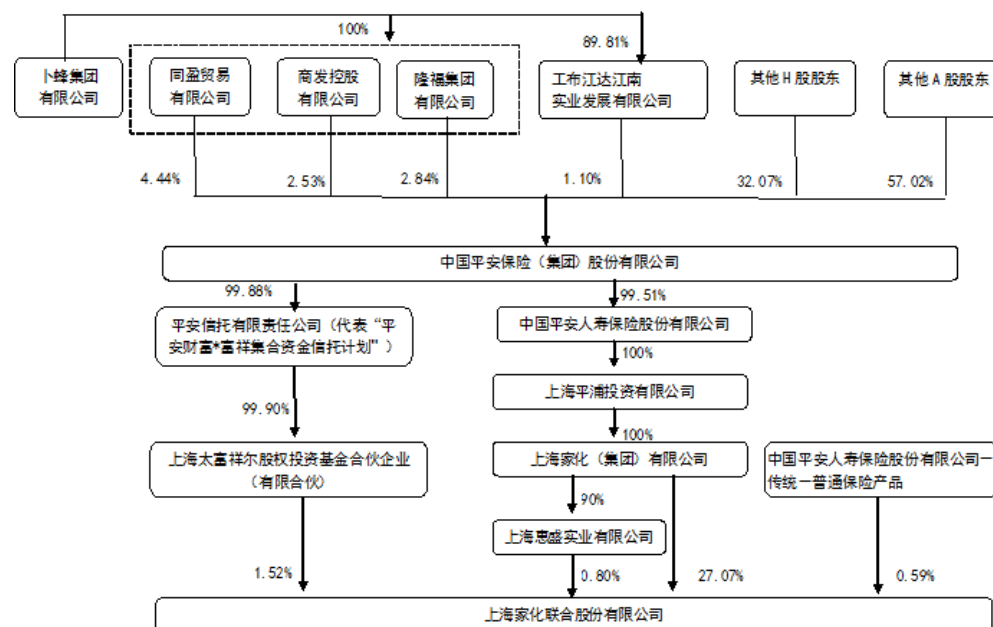 100%
89.81%
卜蜂集团
有限公司
同盈贸易
有限公司
商发控股
有限公司
隆福集团
有限公司
工布江达江南
实业发展有限公司
其他H股股东
其他A股股东
4.44%
2.53%
2.84%
1.10%
32.07%
57.02%
中国平安保险（集团）股份有限公司
99.88%
99.51%
平安信托有限责任公司（代表“平
安财富*富祥集合资金信托计划”）
中国平安人寿保险股份有限公司
100%
上海平浦投资有限公司
99.90%
100%
上海太富祥尔股权投资基金合伙企业
（有限合伙）
上海家化（集团）有限公司
中国平安人寿保险股份有限公司—
传统—普通保险产品
90%
上海惠盛实业有限公司
1.52%
0.80%
27.07%
0.59%
上海家化联合股份有限公司